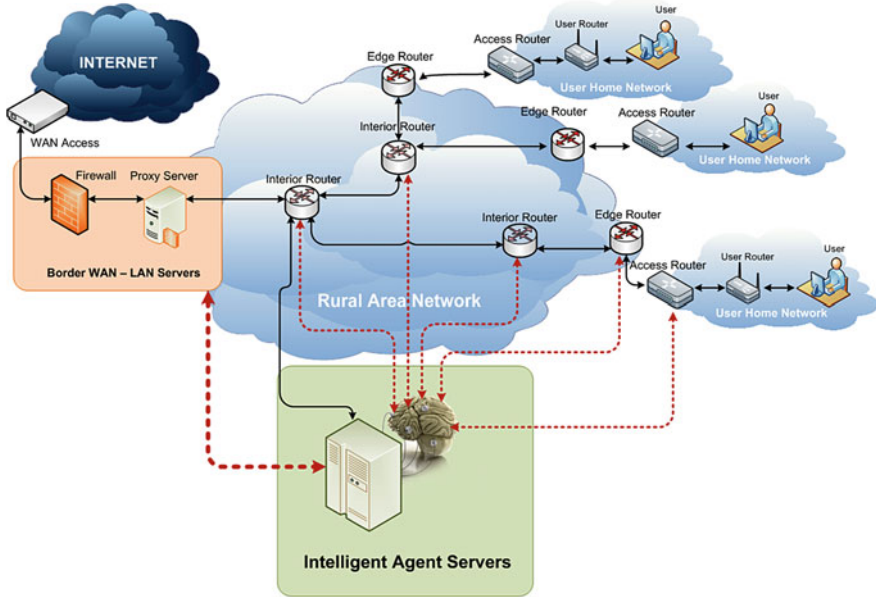 INTERNET
WAN Access
Firewall
Proxy Server
Border WAN – LAN Servers
Edge Router
Access Router
User Router
User
User Home Network
Interior Router
Edge Router
Access Router
User
User Home Network
Interior Router
Interior Router
Edge Router
Access Router
User Router
User
User Home Network
Rural Area Network
Intelligent Agent Servers